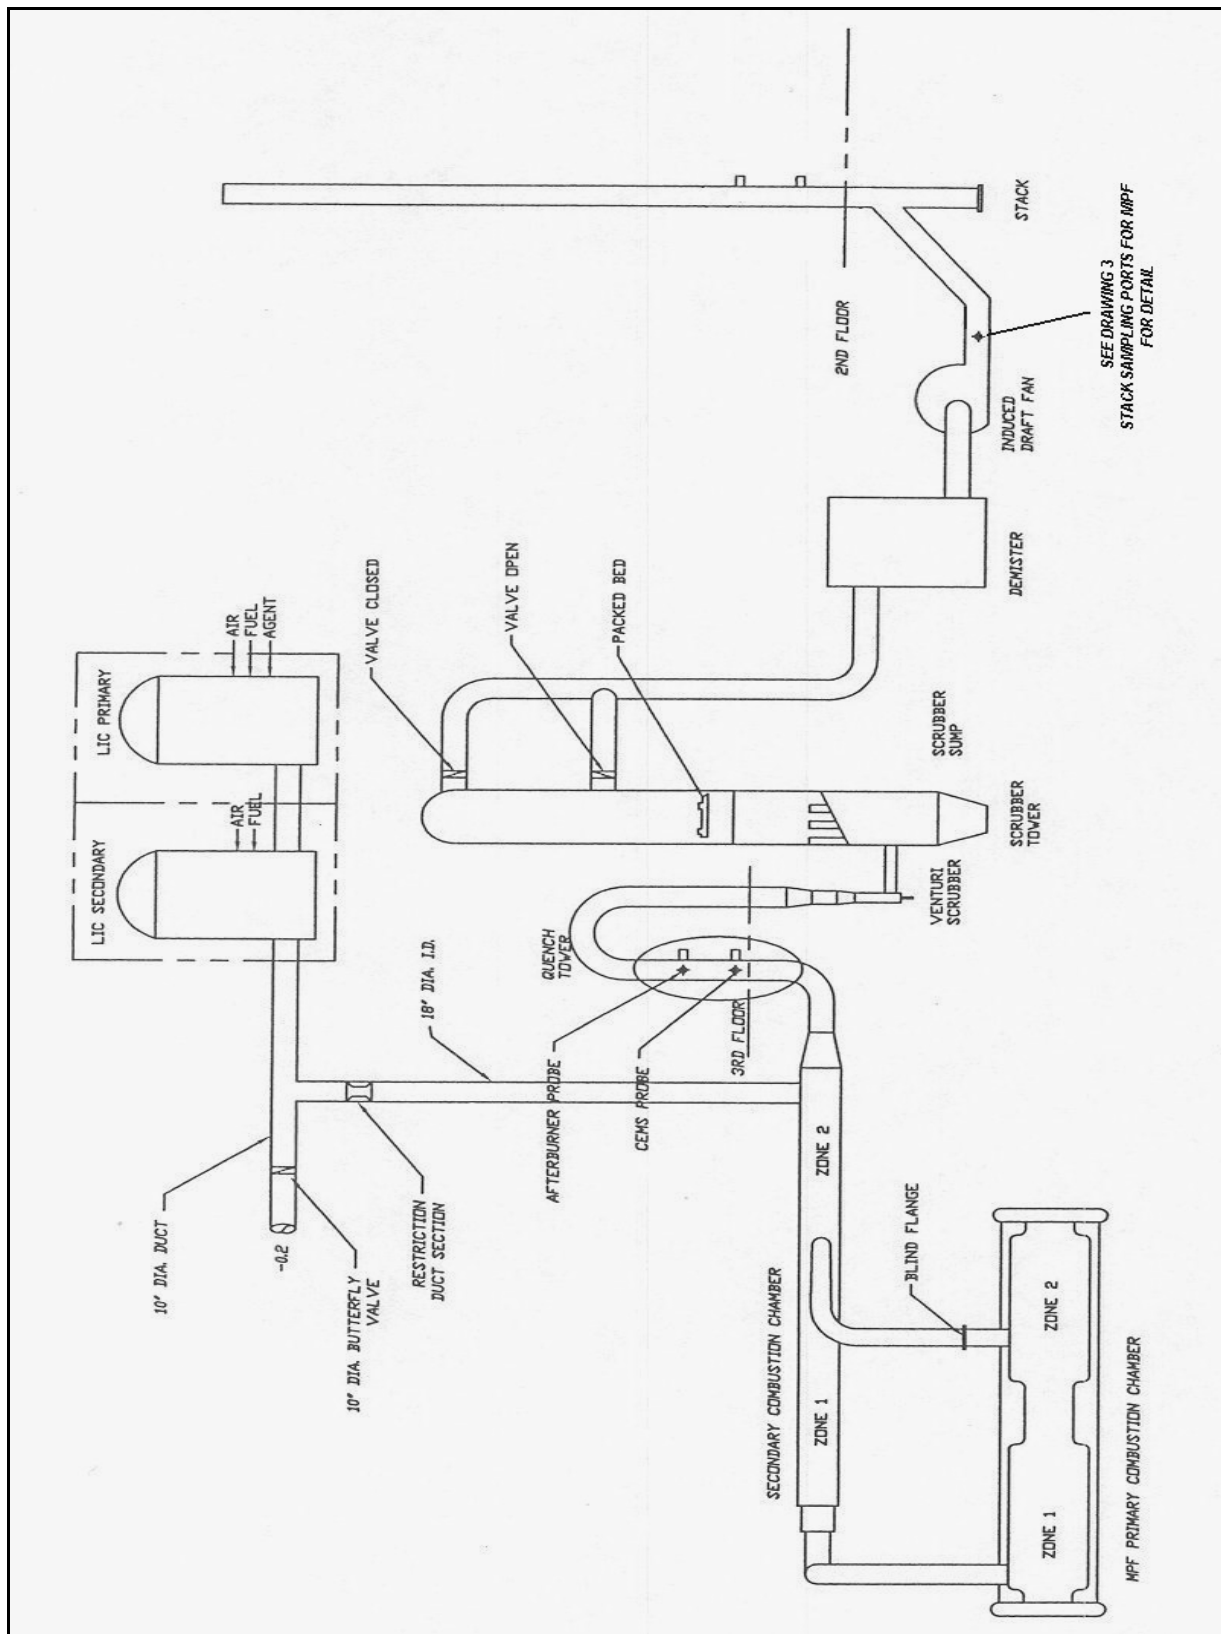 LIC PRIMARY
AIR
FUEL
AGENT
LIC SECONDARY
AIR
FUEL
VALVE CLOSED
VALVE OPEN
PACKED BED
2ND FLOOR
STACK
SEE DRAWING 3
STACK SAMPLING PORTS FOR MPF
FOR DETAIL
INDUCED
DRAFT FAN
DEMISTER
SCRUBBER
SUMP
SCRUBBER
TOWER
VENTURI
SCRUBBER
QUENCH
TOWER
3RD FLOOR
18" DIA. I.D.
AFTERBURNER PROBE
CEMS PROBE
10" DIA. DUCT
-0.2
10" DIA. BUTTERFLY
VALVE
RESTRICTION
DUCT SECTION
SECONDARY COMBUSTION CHAMBER
ZONE 1
ZONE 2
BLIND FLANGE
ZONE 1
ZONE 2
MPF PRIMARY COMBUSTION CHAMBER